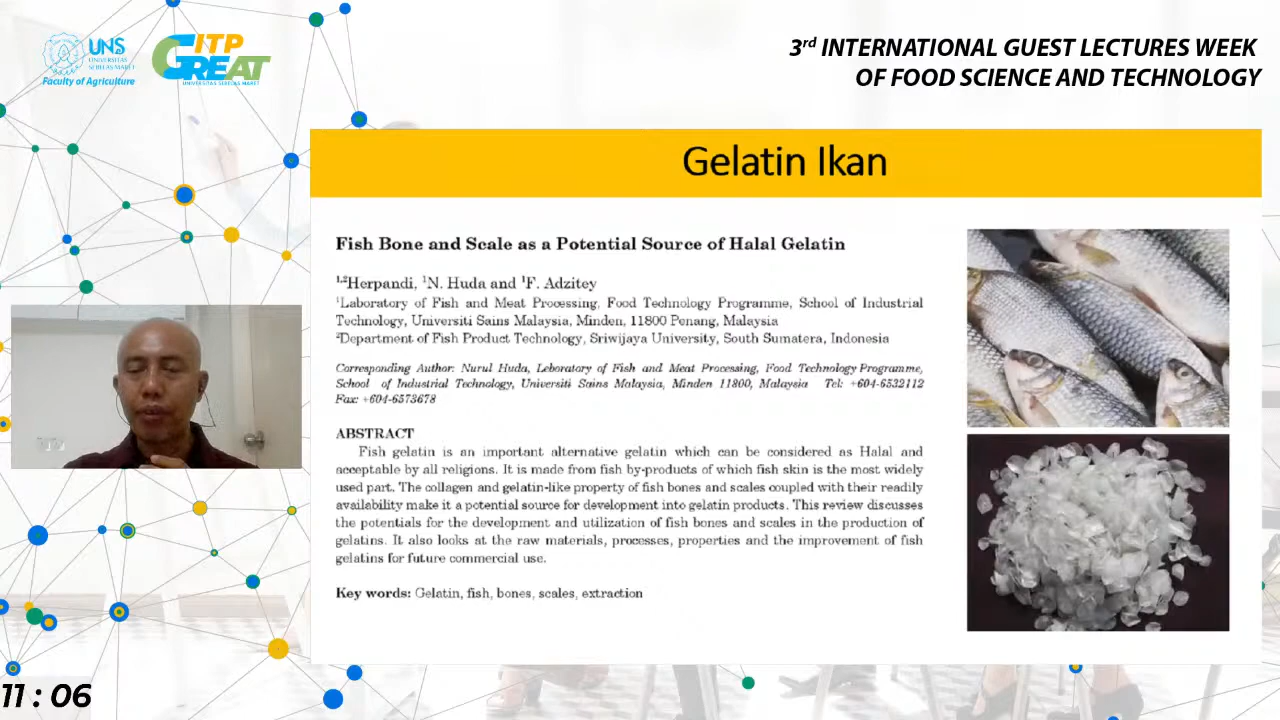 UNS
UNIVERSITAS
SEBELAS MARET
Faculty of Agriculture
ITP
GREAT
UNIVERSITAS SEBELAS MARET
3rd INTERNATIONAL GUEST LECTURES WEEK
OF FOOD SCIENCE AND TECHNOLOGY
Gelatin Ikan
Fish Bone and Scale as a Potential Source of Halal Gelatin
1,2Herpandi, 1N. Huda and 1F. Adzitey
1Laboratory of Fish and Meat Processing, Food Technology Programme, School of Industrial
Technology, Universiti Sains Malaysia, Minden, 11800 Penang, Malaysia
2Department of Fish Product Technology, Sriwijaya University, South Sumatera, Indonesia
Corresponding Author: Nurul Huda, Leboratory of Fish and Meat Processing, Food Technology Programme,
School of Industrial Technology, Universiti Sains Malaysia, Minden 11800, Malaysia Tel: +604-6532112
Fax: +604-6573678
ABSTRACT
Fish gelatin is an important alternative gelatin which can be considered as Halal and
acceptable by all religions. It is made from fish by-products of which fish skin is the most widely
used part. The collagen and gelatin-like property of fish bones and scales coupled with their readily
availability make it a potential source for development into gelatin products. This review discusses
the potentials for the development and utilization of fish bones and scales in the production of
gelatins. It also looks at the raw materials, processes, properties and the improvement of fish
gelatins for future commercial use.
Key words: Gelatin, fish, bones, scales, extraction
11 : 06